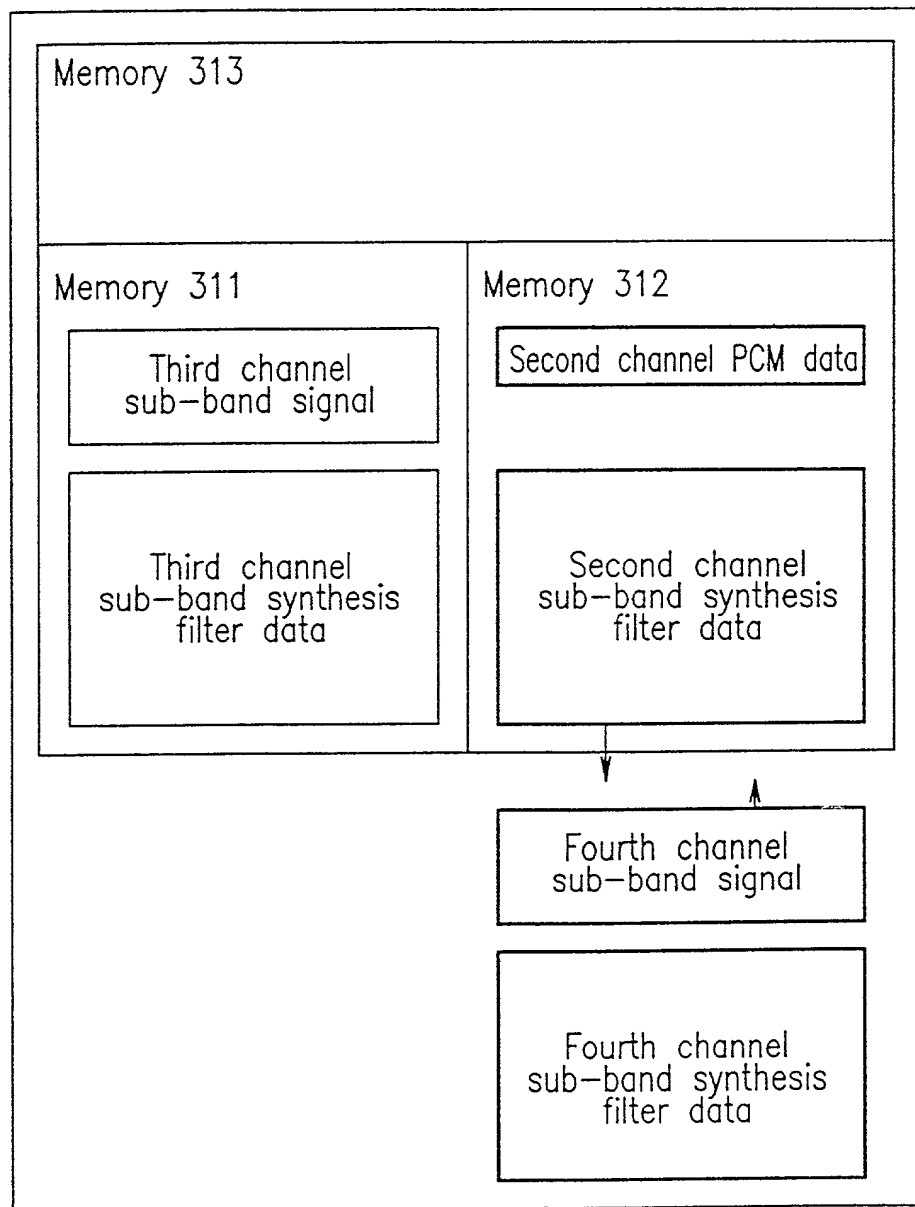 Memory 313
Memory 311
Third channel
sub-band signal
Third channel
sub-band synthesis
filter data
Memory 312
Second channel PCM data
Second channel
sub-band synthesis
filter data
Fourth channel
sub-band signal
Fourth channel
sub-band synthesis
filter data